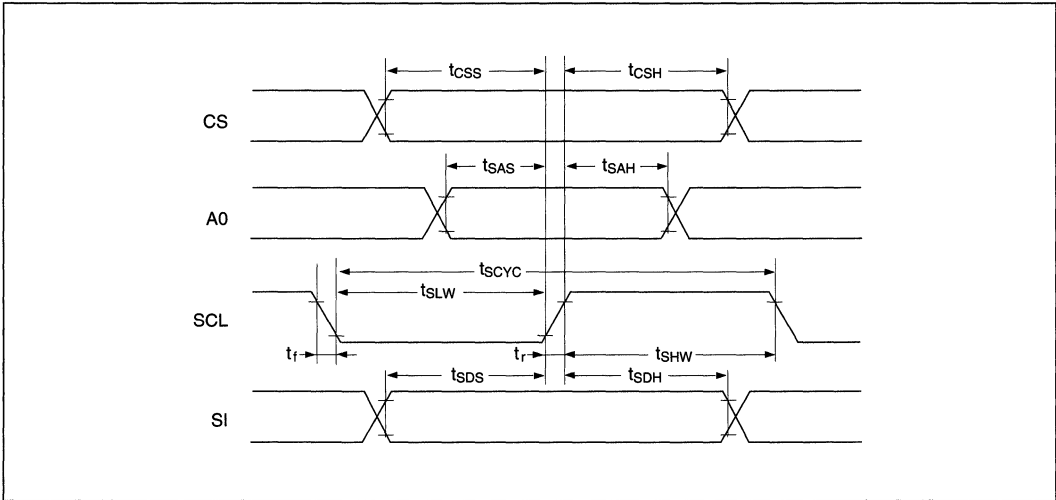 tCSS tCSH
CS
tSAS tSAH
A0
tSCYC
tSLW
SCL
tf tr tSHW
tSDS tSDH
SI